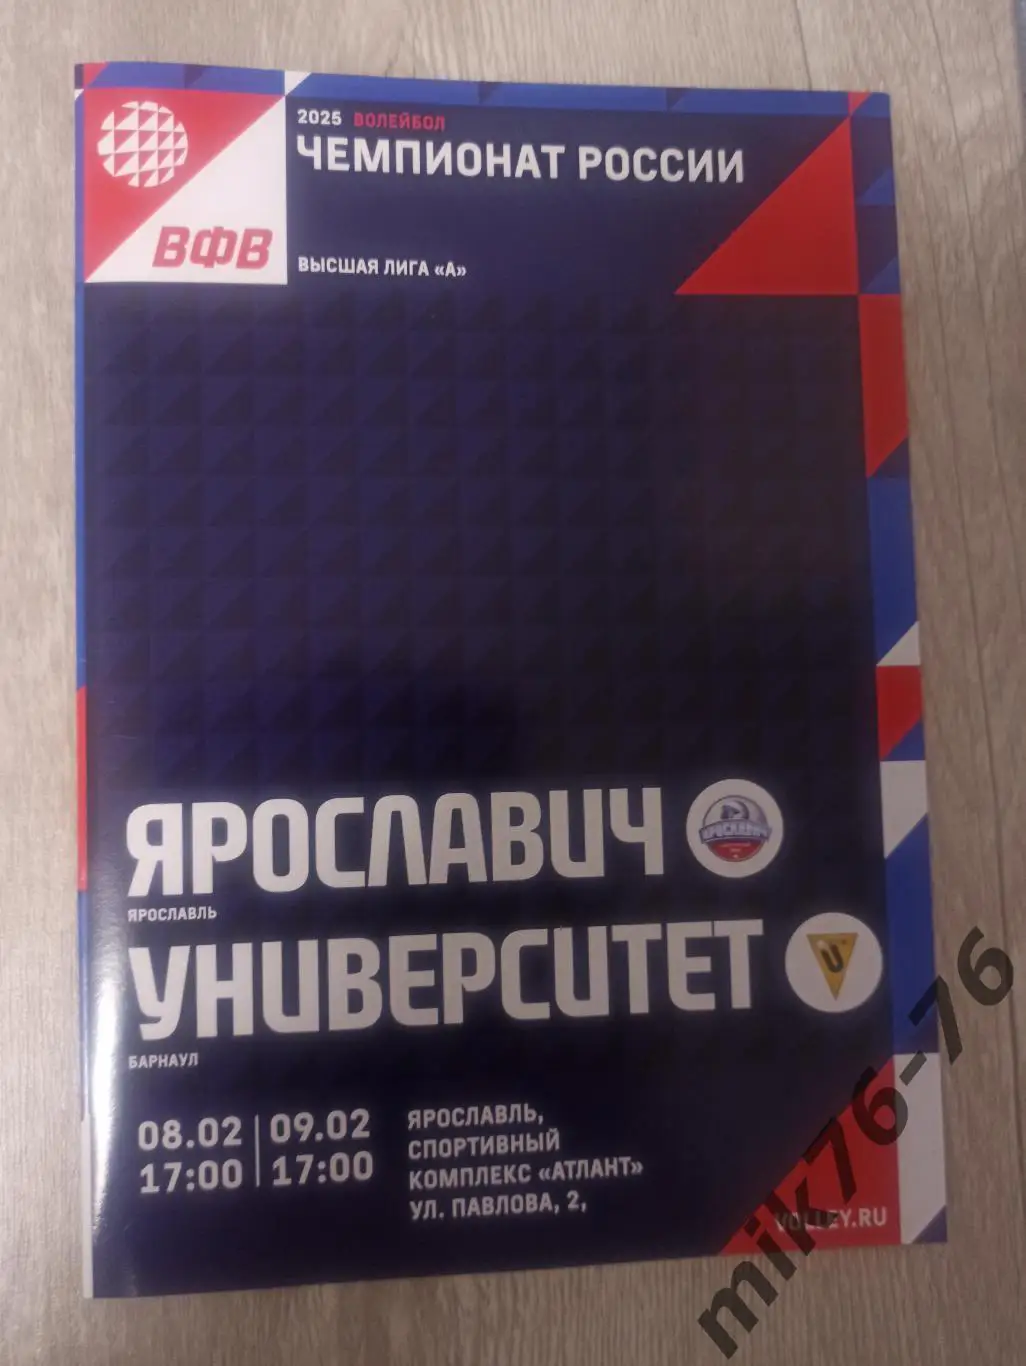 2025 ВОЛЕЙБОЛ
ЧЕМПИОНАТ РОССИИ
ВФВ
ВЫСШАЯ ЛИГА «А»
ЯРОСЛАВИЧ
ЯРОСЛАВИЧ
ЯРОСЛАВЛЬ
УНИВЕРСИТЕТ
U
БАРНАУЛ
08.02 | 09.02
17:00 | 17:00
ЯРОСЛАВЛЬ,
СПОРТИВНЫЙ
КОМПЛЕКС «АТЛАНТ»
УЛ. ПАВЛОВА, 2,
VOLLEY.RU
mik76-76